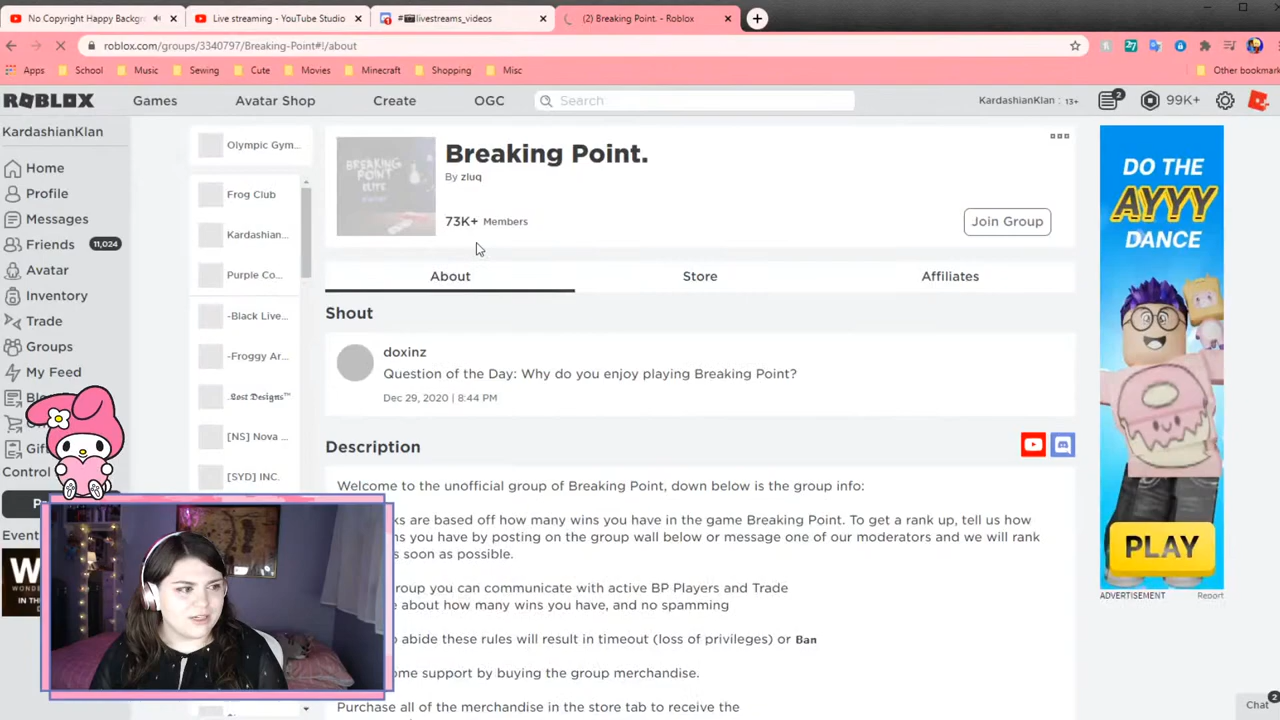 No Copyright Happy Backgr
Live streaming - YouTube Studio
#📷livestreams_videos
(2) Breaking Point. - Roblox
roblox.com/groups/3340797/Breaking-Point#!/about
Apps
School
Music
Sewing
Cute
Movies
Minecraft
Shopping
Misc
Other bookmark
ROBLOX
Games
Avatar Shop
Create
OGC
Search
KardashianKlan : 13+
2
99K+
KardashianKlan
Home
Profile
Messages
Friends
11,024
Avatar
Inventory
Trade
Groups
My Feed
Event
Olympic Gym...
Frog Club
Kardashian...
Purple Co...
-Black Live...
-Froggy Ar...
.Lost Designs™
[NS] Nova ...
[SYD] INC.
BREAKING
POINT
ELITE
Breaking Point.
By zluq
73K+ Members
Join Group
About
Store
Affiliates
Shout
doxinz
Question of the Day: Why do you enjoy playing Breaking Point?
Dec 29, 2020 | 8:44 PM
Description
Welcome to the unofficial group of Breaking Point, down below is the group info:
ks are based off how many wins you have in the game Breaking Point. To get a rank up, tell us how
ns you have by posting on the group wall below or message one of our moderators and we will rank
s soon as possible.
group you can communicate with active BP Players and Trade
e about how many wins you have, and no spamming
o abide these rules will result in timeout (loss of privileges) or Ban
ome support by buying the group merchandise.
Purchase all of the merchandise in the store tab to receive the
DO THE
AYYY
DANCE
PLAY
ADVERTISEMENT
Report
Chat
2